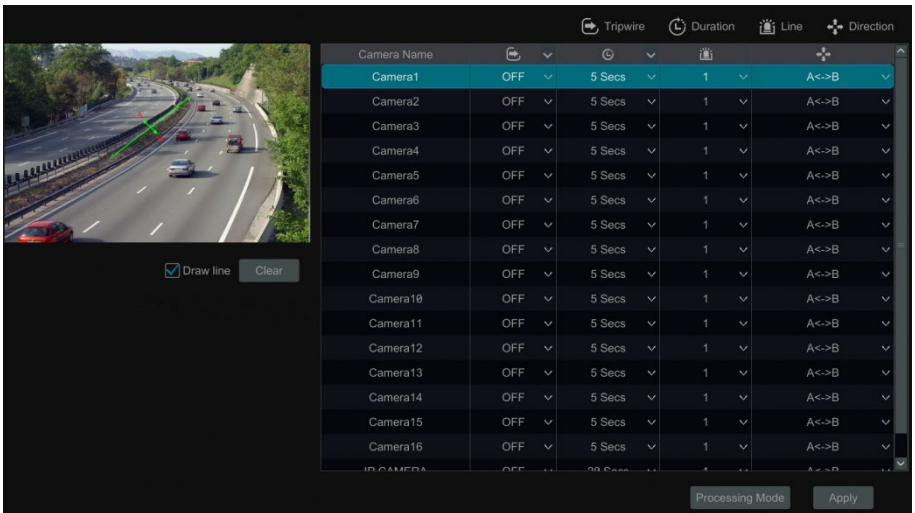 Tripwire Duration Line Direction
Camera Name
Camera1 OFF 5 Secs 1 A<->B
Camera2 OFF 5 Secs 1 A<->B
Camera3 OFF 5 Secs 1 A<->B
Camera4 OFF 5 Secs 1 A<->B
Camera5 OFF 5 Secs 1 A<->B
Camera6 OFF 5 Secs 1 A<->B
Camera7 OFF 5 Secs 1 A<->B
Camera8 OFF 5 Secs 1 A<->B
Draw line Clear
Camera9 OFF 5 Secs 1 A<->B
Camera10 OFF 5 Secs 1 A<->B
Camera11 OFF 5 Secs 1 A<->B
Camera12 OFF 5 Secs 1 A<->B
Camera13 OFF 5 Secs 1 A<->B
Camera14 OFF 5 Secs 1 A<->B
Camera15 OFF 5 Secs 1 A<->B
Camera16 OFF 5 Secs 1 A<->B
IP CAMERA OFF A<->B
Processing Mode Apply